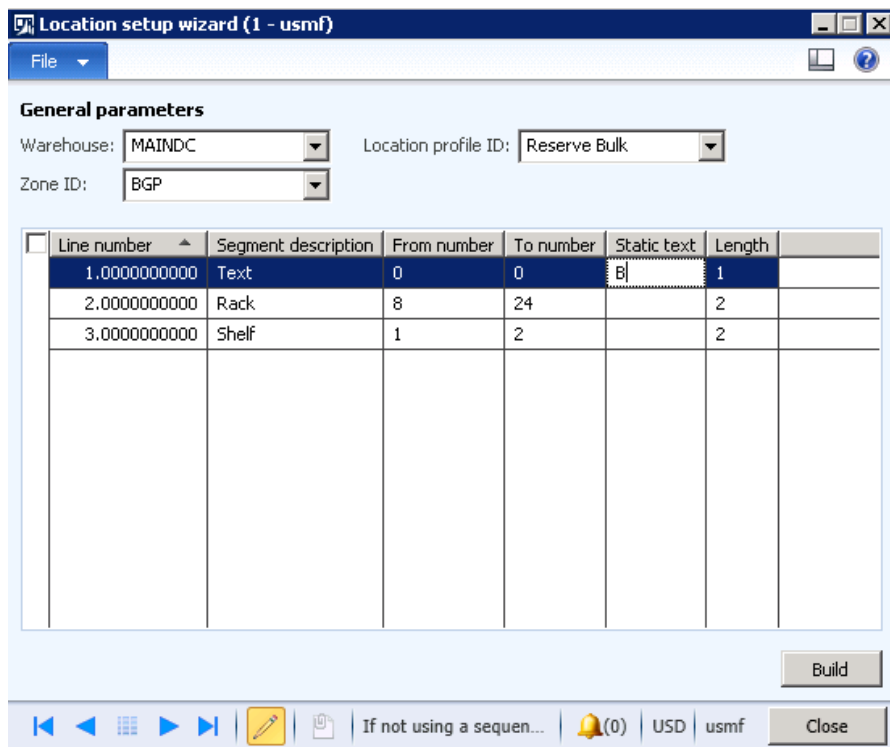 Location setup wizard (1 - usmf)
File
General parameters
Warehouse: MAINDC Location profile ID: Reserve Bulk
Zone ID: BGP
Line number Segment description From number To number Static text Length
1.0000000000 Text 0 0 B 1
2.0000000000 Rack 8 24 2
3.0000000000 Shelf 1 2 2
Build
If not using a sequen... (0) USD usmf Close